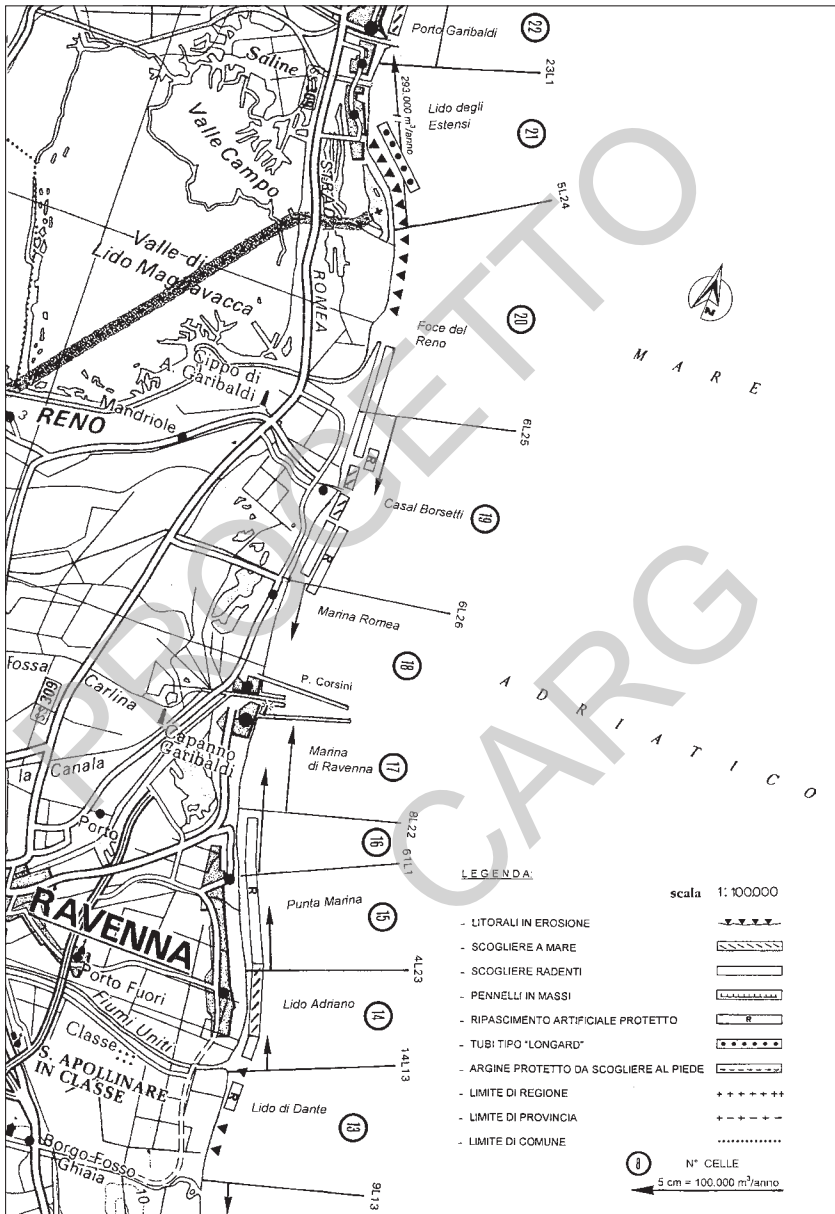 Porto Garibaldi
22
23L1
Saline
293.000 m³/anno
Lido degli
Estensi
21
Valle Campo
STRADA
ROMEA
5L24
Valle di
Lido Magnavacca
Foce del
Reno
20
M A R E
Cippo di
A. Garibaldi
Mandriole
3
RENO
6L25
R
Casal Borsetti
19
R
Marina Romea
6L26
18
P. Corsini
Fossa
SS 309
Carlina
A D R I A T I C O
Capanno
Garibaldi
Marina
di Ravenna
17
la Canala
Porto
8L22
16
61L1
R
Punta Marina
15
RAVENNA
4L23
Porto Fuori
Fiumi Uniti
Lido Adriano
14
Classe
S. APOLLINARE
IN CLASSE
14L13
R
Lido di Dante
13
Borgo Fosso
Ghiaia
10
9L13
N
LEGENDA:
scala 1:100.000
- LITORALI IN EROSIONE
- SCOGLIERE A MARE
- SCOGLIERE RADENTI
- PENNELLI IN MASSI
- RIPASCIMENTO ARTIFICIALE PROTETTO R
- TUBI TIPO "LONGARD"
- ARGINE PROTETTO DA SCOGLIERE AL PIEDE
- LIMITE DI REGIONE
- LIMITE DI PROVINCIA
- LIMITE DI COMUNE
8 N° CELLE
5 cm = 100.000 m³/anno
PROGETTO
CARG